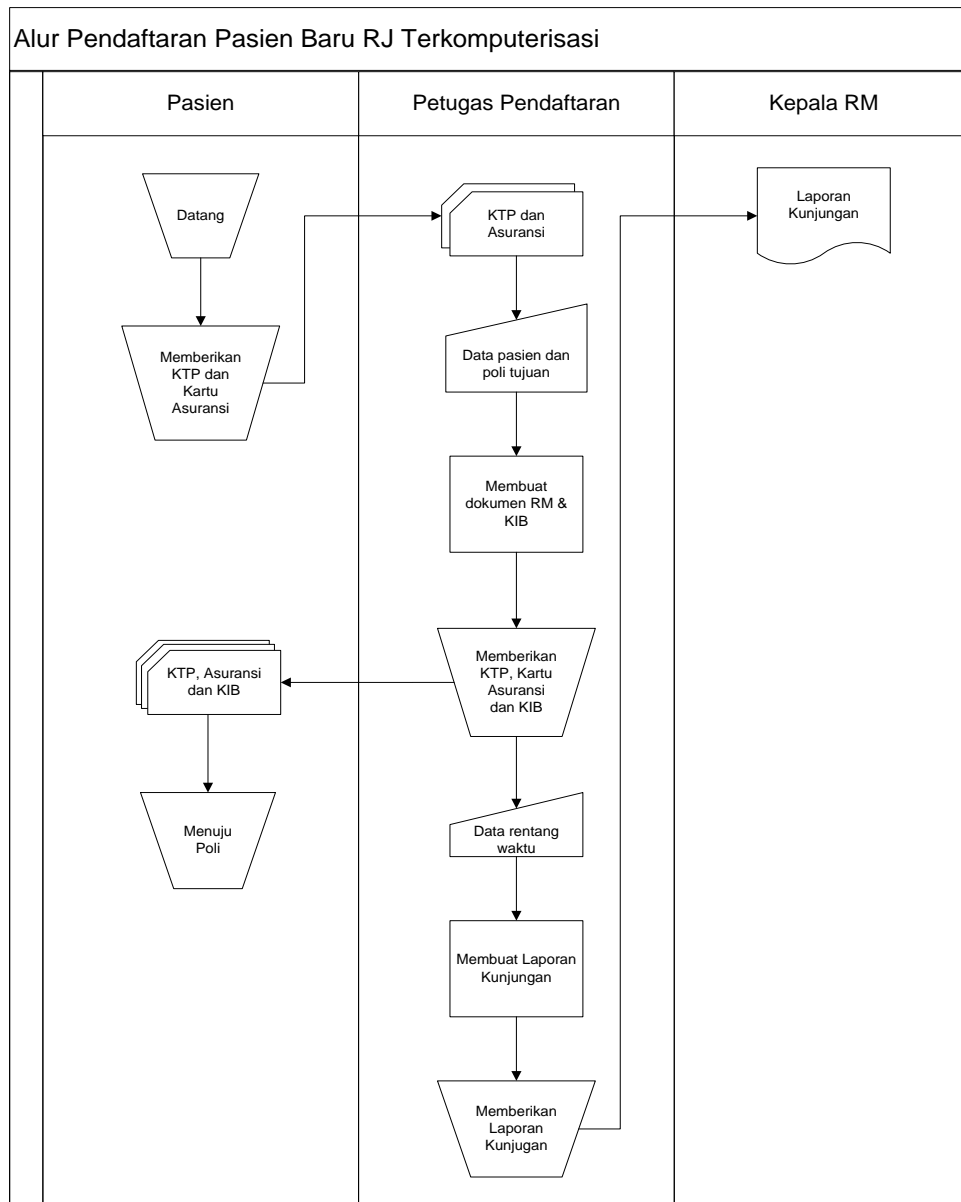 Alur Pendaftaran Pasien Baru RJ Terkomputerisasi
Pasien
Petugas Pendaftaran
Kepala RM
Datang
Memberikan
KTP dan
Kartu
Asuransi
KTP dan
Asuransi
Data pasien dan
poli tujuan
Membuat
dokumen RM &
KIB
Memberikan
KTP, Kartu
Asuransi
dan KIB
KTP, Asuransi
dan KIB
Menuju
Poli
Data rentang
waktu
Membuat Laporan
Kunjungan
Memberikan
Laporan
Kunjugan
Laporan
Kunjungan